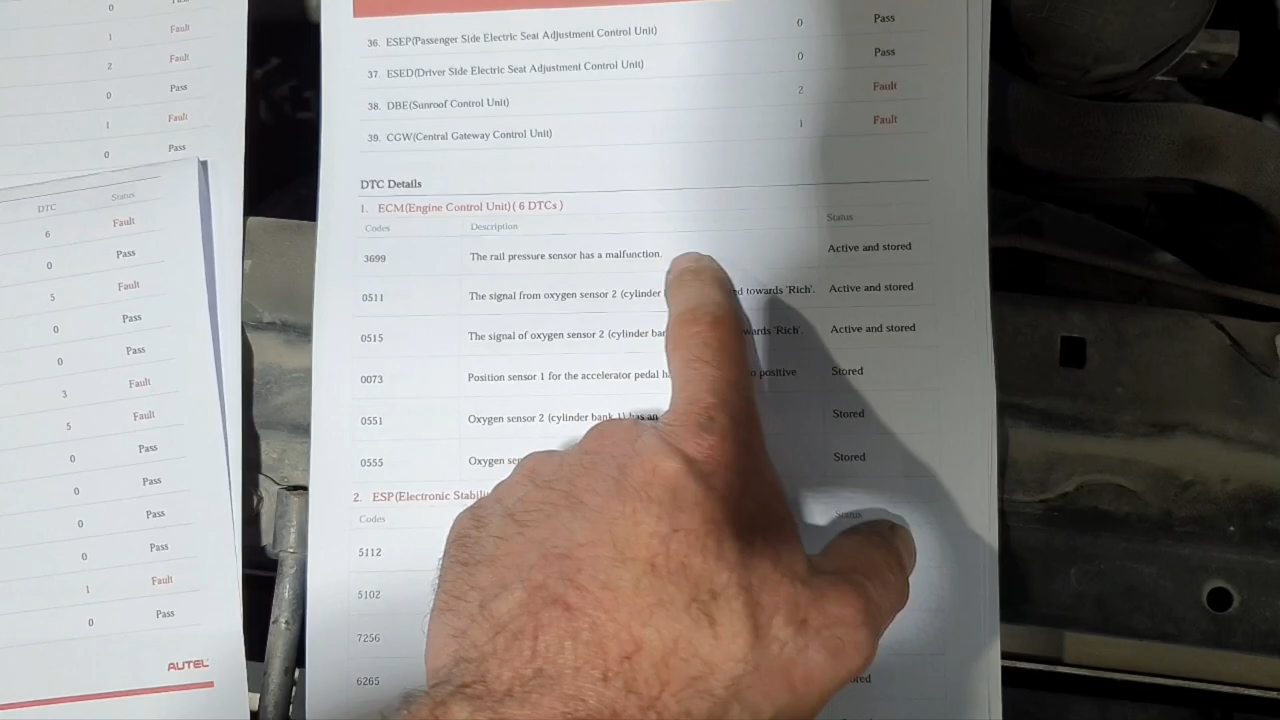 0
1 Fault
2 Fault
0 Pass
1 Fault
0 Pass
DTC Status
6 Fault
0 Pass
5 Fault
0 Pass
0 Pass
3 Fault
5 Fault
0 Pass
0 Pass
0 Pass
0 Pass
1 Fault
0 Pass
AUTEL
36. ESEP(Passenger Side Electric Seat Adjustment Control Unit) 0 Pass
37. ESED(Driver Side Electric Seat Adjustment Control Unit) 0 Pass
38. DBE(Sunroof Control Unit) 2 Fault
39. CGW(Central Gateway Control Unit) 1 Fault
DTC Details
1. ECM(Engine Control Unit)( 6 DTCs )
Codes Description Status
3699 The rail pressure sensor has a malfunction. Active and stored
0511 The signal from oxygen sensor 2 (cylinder towards 'Rich'. Active and stored
0515 The signal of oxygen sensor 2 (cylinder 'Rich'. Active and stored
0073 Position sensor 1 for the accelerator pedal positive Stored
0551 Oxygen sensor 2 (cylinder bank 1) has an Stored
0555 Oxygen Stored
2. ESP(Electronic
Codes Status
5112
5102
7256
6265